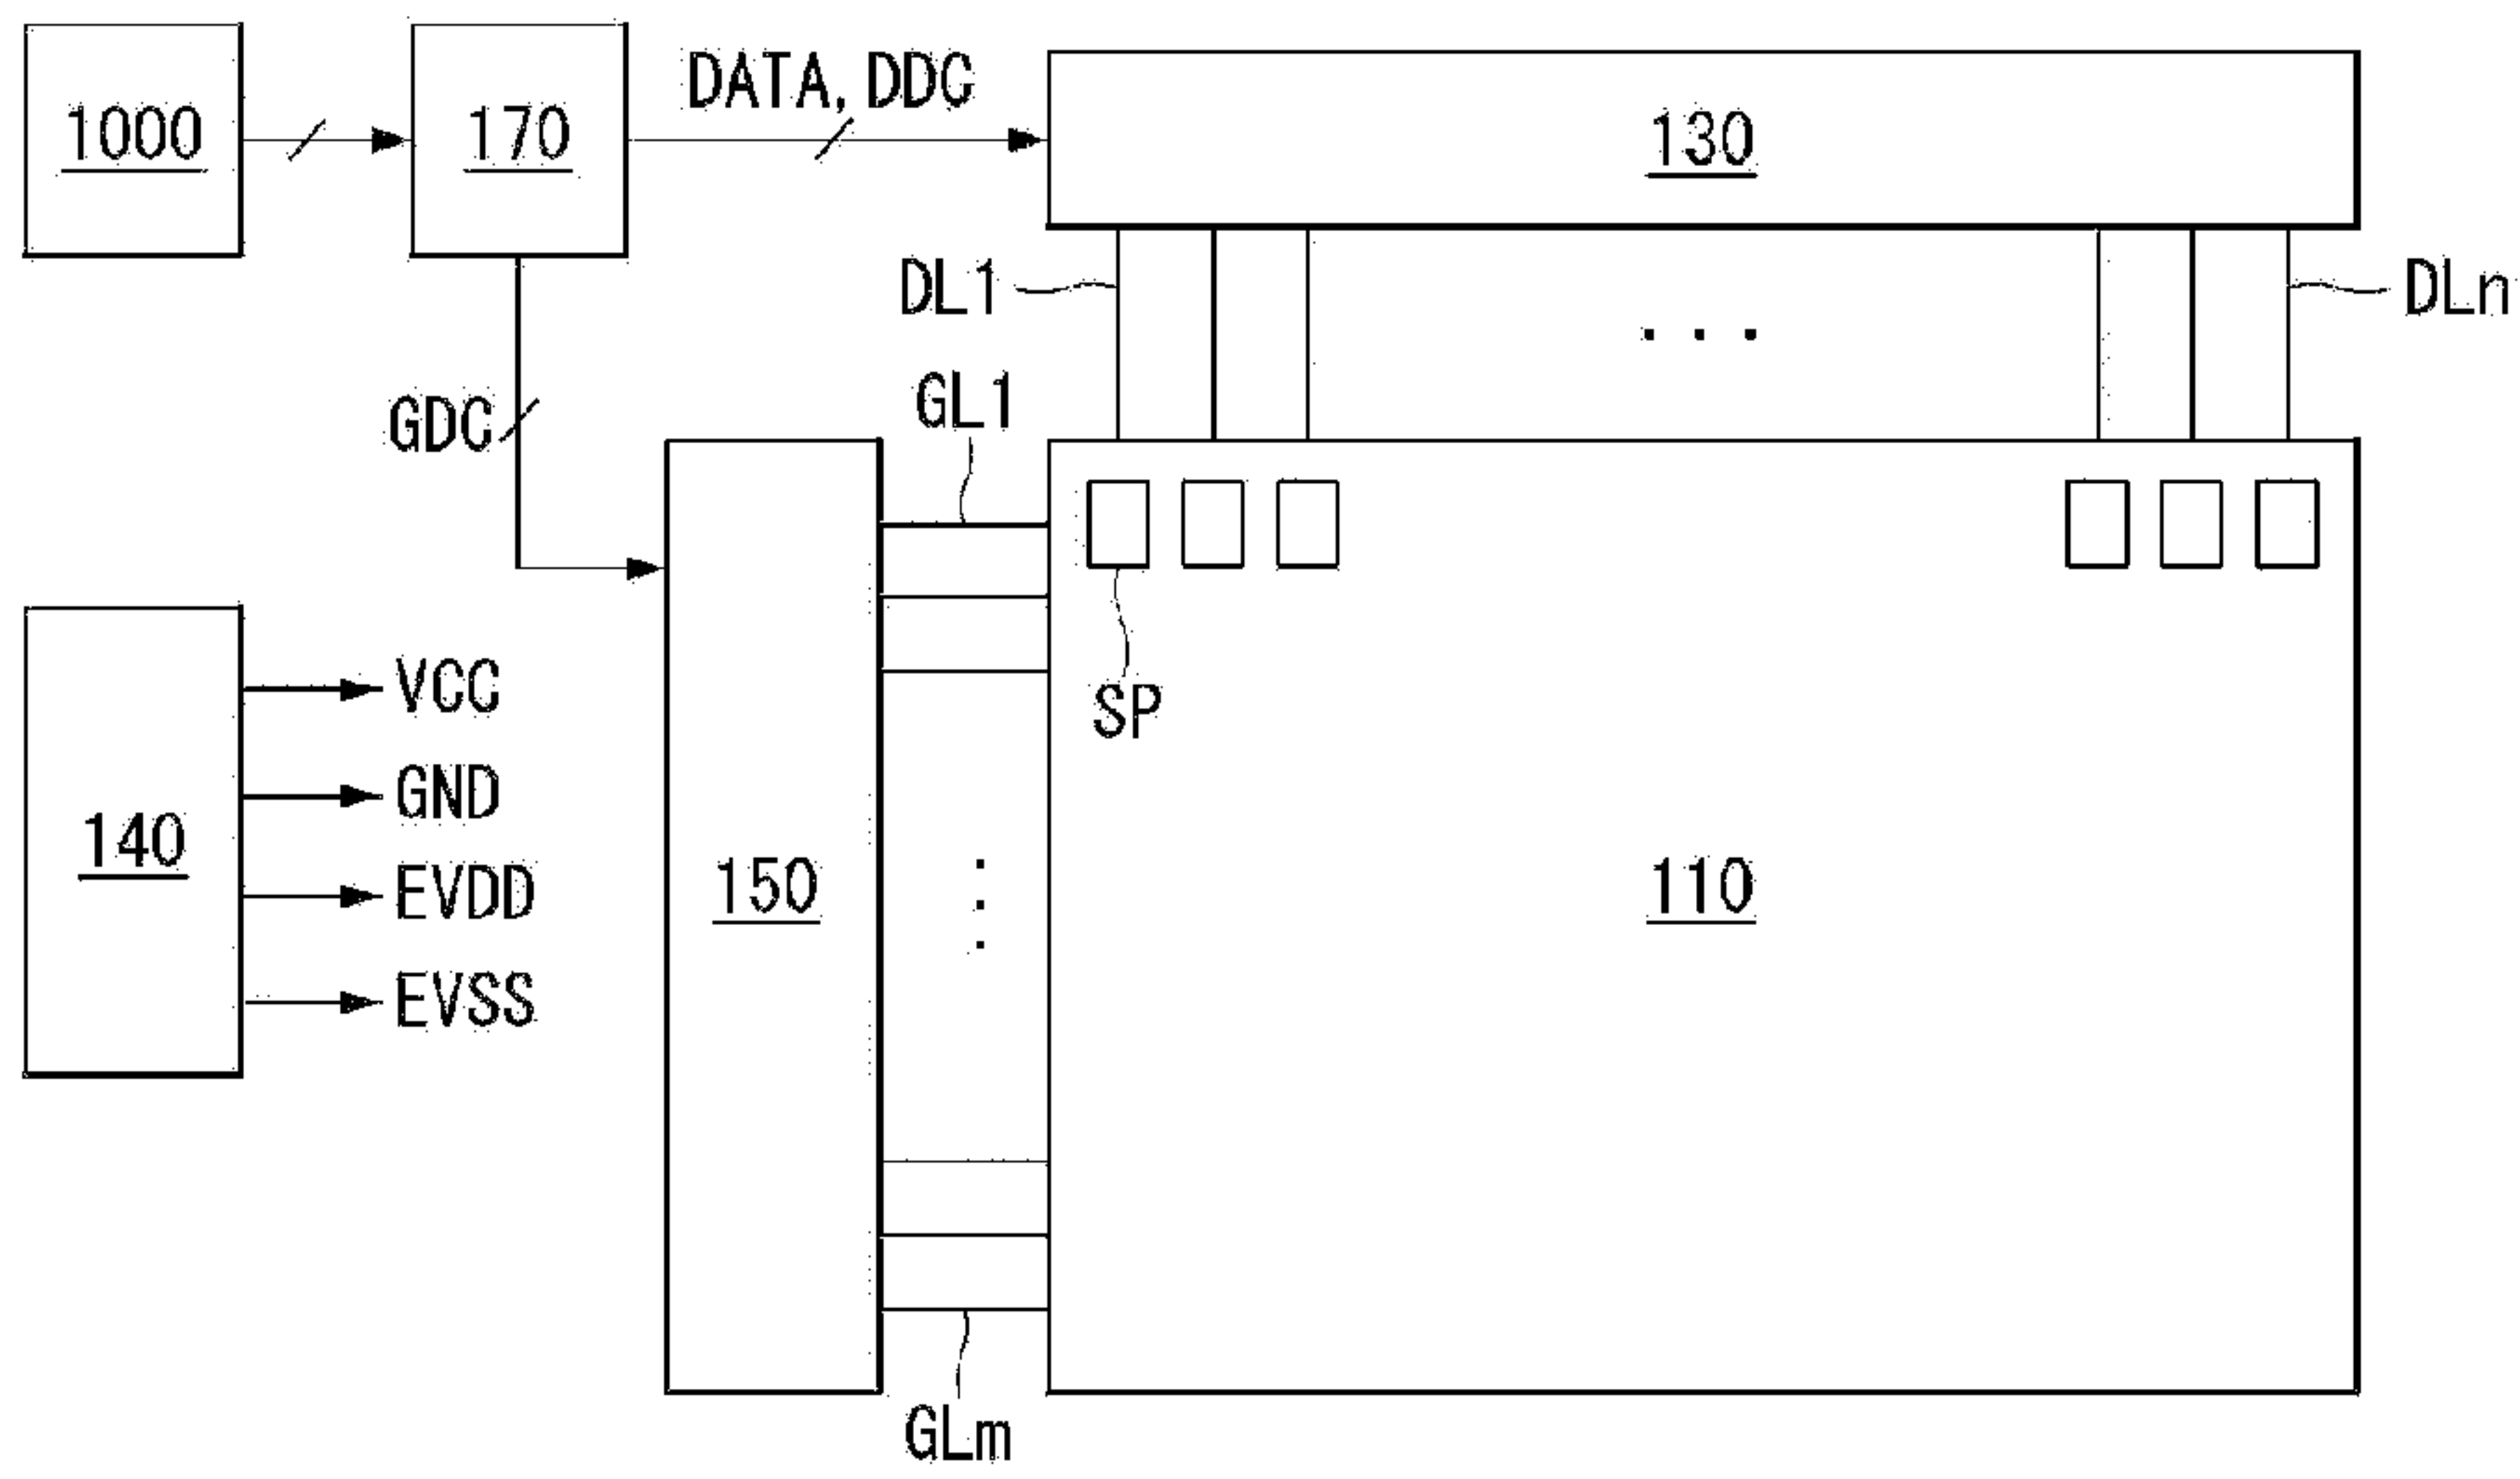 1000
170
DATA, DDC
130
DL1
DLn
GDC
GL1
SP
VCC
GND
EVDD
EVSS
140
150
110
GLm